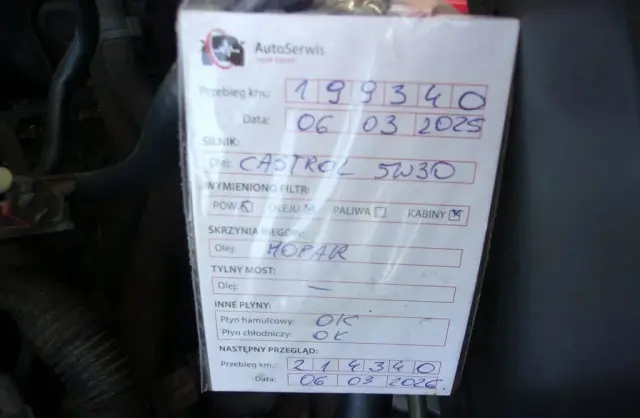 AutoSerwis
Przebieg km.: 199340
Data: 06 03 2025
SILNIK:
Olej: CASTROL 5W30
WYMIENIONO FILTR:
POW. OLEJU PALIWA KABINY
SKRZYNIA BIEGÓW:
Olej: MOPAR
TYLNY MOST:
Olej: —
INNE PŁYNY:
Płyn hamulcowy: OK
Płyn chłodniczy: OK
NASTĘPNY PRZEGLĄD:
Przebieg km.: 214340
Data: 06 03 2026